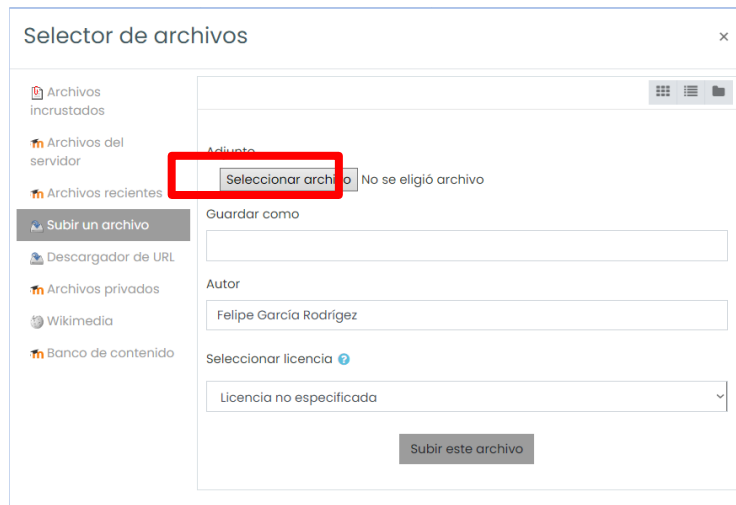 Selector de archivos
×
Archivos
incrustados
Archivos del
servidor
Archivos recientes
Subir un archivo
Descargador de URL
Archivos privados
Wikimedia
Banco de contenido
Adjunto
Seleccionar archivo No se eligió archivo
Guardar como
Autor
Felipe García Rodrígez
Seleccionar licencia ?
Licencia no especificada
Subir este archivo